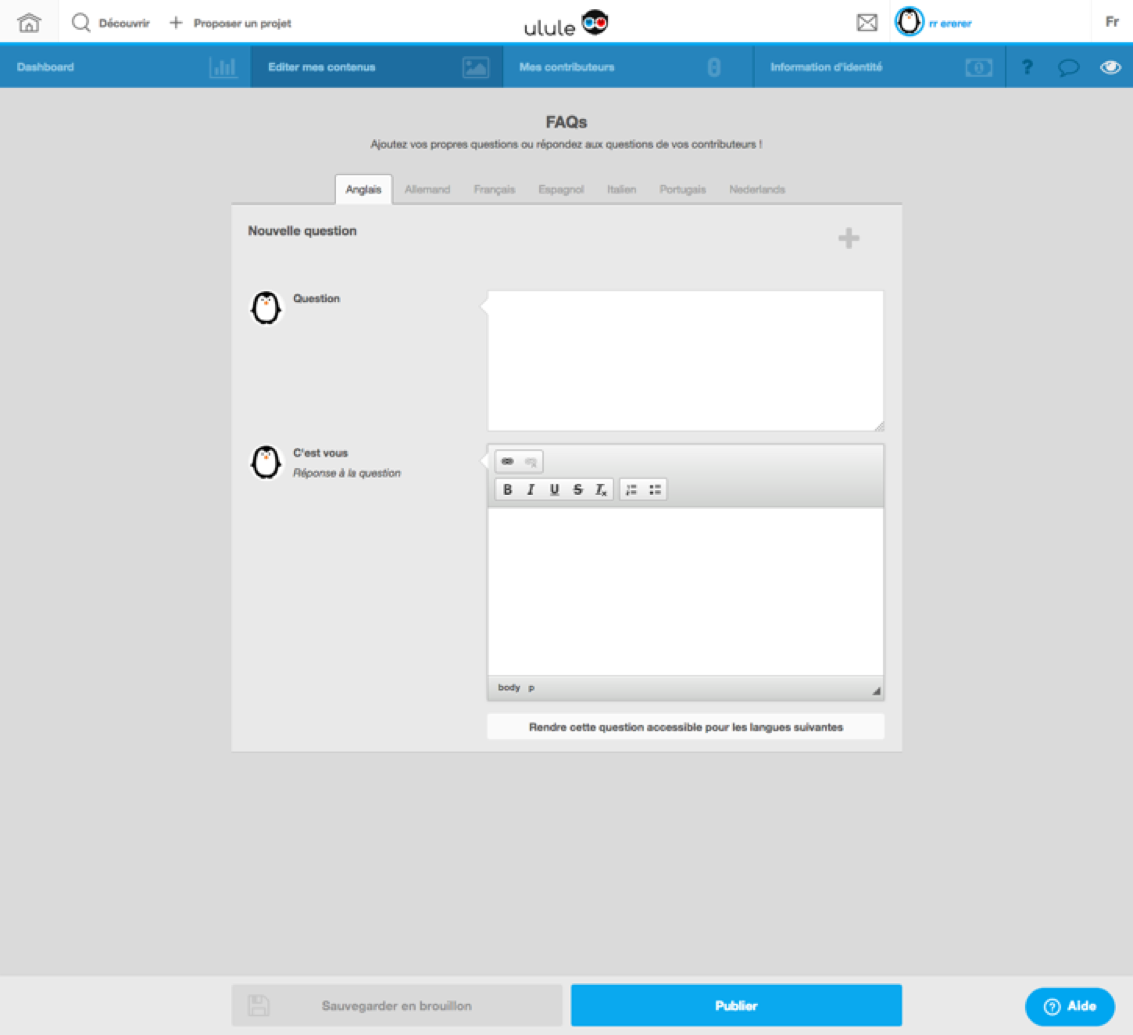 Découvrir
Proposer un projet
ulule
rr ererer
Fr
Dashboard
Editer mes contenus
Mes contributeurs
Information d'identité
?
FAQs
Ajoutez vos propres questions ou répondez aux questions de vos contributeurs !
Anglais Allemand Français Espagnol Italien Portugais Nederlands
Nouvelle question
Question
C'est vous
Réponse à la question
B I U S Ix
body p
Rendre cette question accessible pour les langues suivantes
Sauvegarder en brouillon
Publier
? Aide